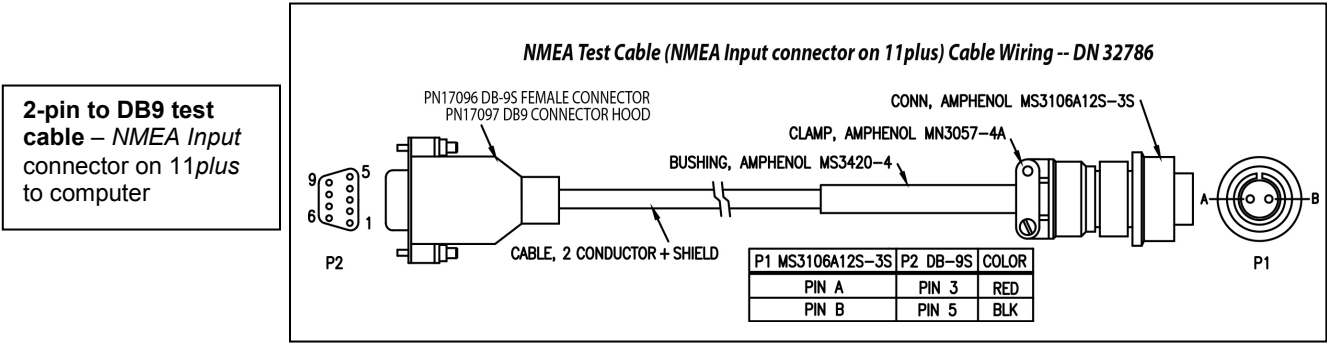 2-pin to DB9 test
cable – NMEA Input
connector on 11plus
to computer
NMEA Test Cable (NMEA Input connector on 11plus) Cable Wiring -- DN 32786
PN17096 DB-9S FEMALE CONNECTOR
PN17097 DB9 CONNECTOR HOOD
CONN, AMPHENOL MS3106A12S-3S
CLAMP, AMPHENOL MN3057-4A
BUSHING, AMPHENOL MS3420-4
9
5
6
1
P2
CABLE, 2 CONDUCTOR + SHIELD
A
B
P1
P1 MS3106A12S-3S P2 DB-9S COLOR
PIN A PIN 3 RED
PIN B PIN 5 BLK